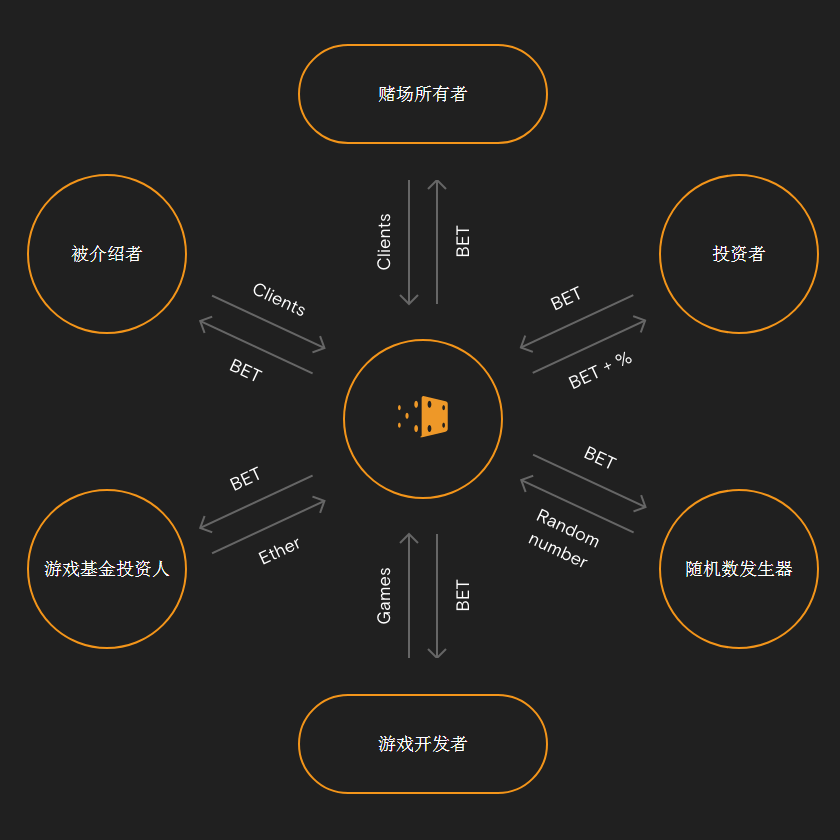 赌场所有者
Clients
BET
被介绍者
投资者
Clients
BET
BET
BET + %
BET
Ether
BET
Random
number
游戏基金投资人
随机数发生器
Games
BET
游戏开发者